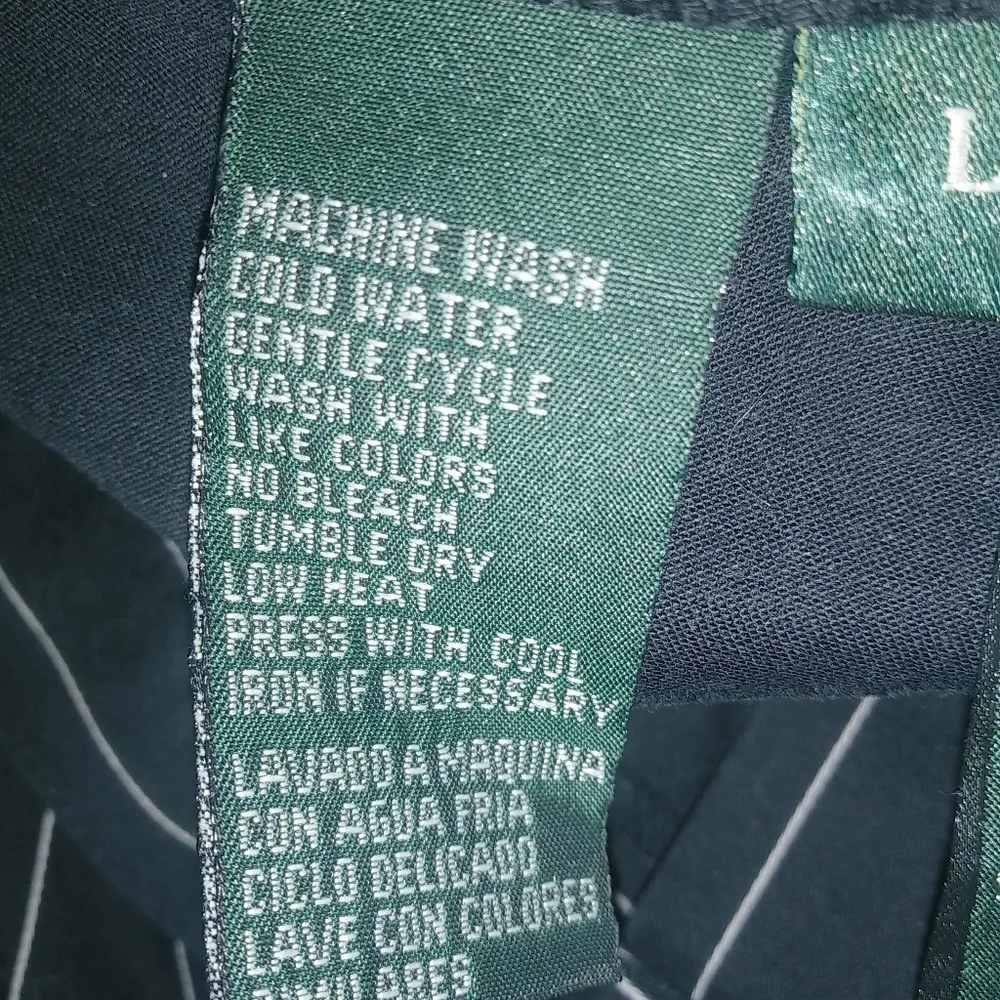 MACHINE WASH
COLD WATER
GENTLE CYCLE
WASH WITH
LIKE COLORS
NO BLEACH
TUMBLE DRY
LOW HEAT
PRESS WITH COOL
IRON IF NECESSARY
LAVADO A MAQUINA
CON AGUA FRIA
CICLO DELICADO
LAVE CON COLORES
SIMILARES
L